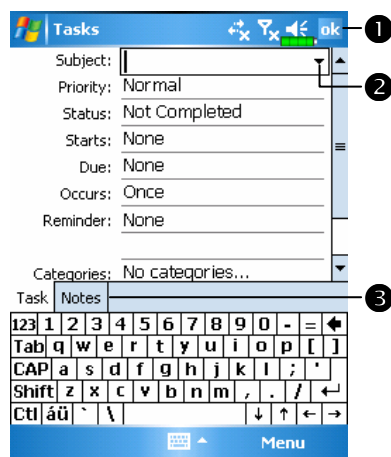 Tasks ok 1
Subject: 2
Priority: Normal
Status: Not Completed
Starts: None
Due: None
Occurs: Once
Reminder: None
Categories: No categories...
Task Notes 3
123 1 2 3 4 5 6 7 8 9 0 - =
Tab q w e r t y u i o p [ ]
CAP a s d f g h j k l ; '
Shift z x c v b n m , . /
Ctl áü ` \
Menu